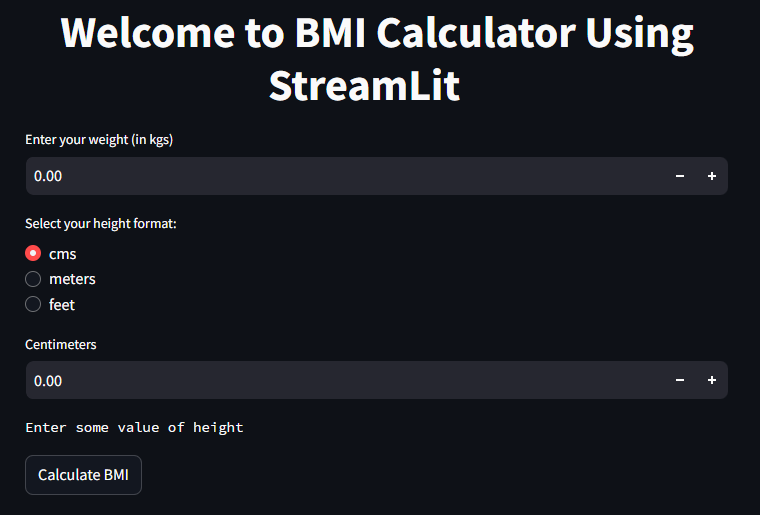 Welcome to BMI Calculator Using
StreamLit
Enter your weight (in kgs)
0.00
Select your height format:
cms
meters
feet
Centimeters
0.00
Enter some value of height
Calculate BMI